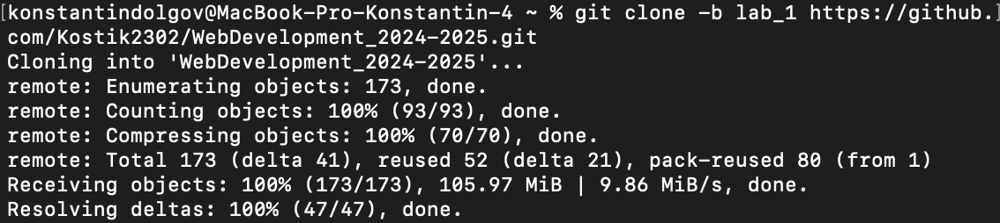 [konstantindolgov@MacBook-Pro-Konstantin-4 ~ % git clone -b lab_1 https://github.]
com/Kostik2302/WebDevelopment_2024-2025.git
Cloning into 'WebDevelopment_2024-2025'...
remote: Enumerating objects: 173, done.
remote: Counting objects: 100% (93/93), done.
remote: Compressing objects: 100% (70/70), done.
remote: Total 173 (delta 41), reused 52 (delta 21), pack-reused 80 (from 1)
Receiving objects: 100% (173/173), 105.97 MiB | 9.86 MiB/s, done.
Resolving deltas: 100% (47/47), done.